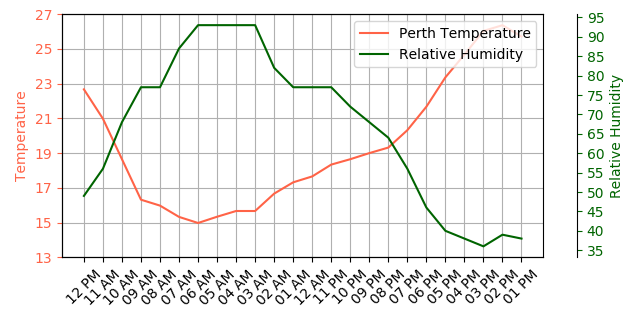 27
25
23
21
19
17
15
13
Temperature
Perth Temperature
Relative Humidity
95
90
85
80
75
70
65
60
55
50
45
40
35
Relative Humidity
12 PM
11 AM
10 AM
09 AM
08 AM
07 AM
06 AM
05 AM
04 AM
03 AM
02 AM
01 AM
12 AM
11 PM
10 PM
09 PM
08 PM
07 PM
06 PM
05 PM
04 PM
03 PM
02 PM
01 PM